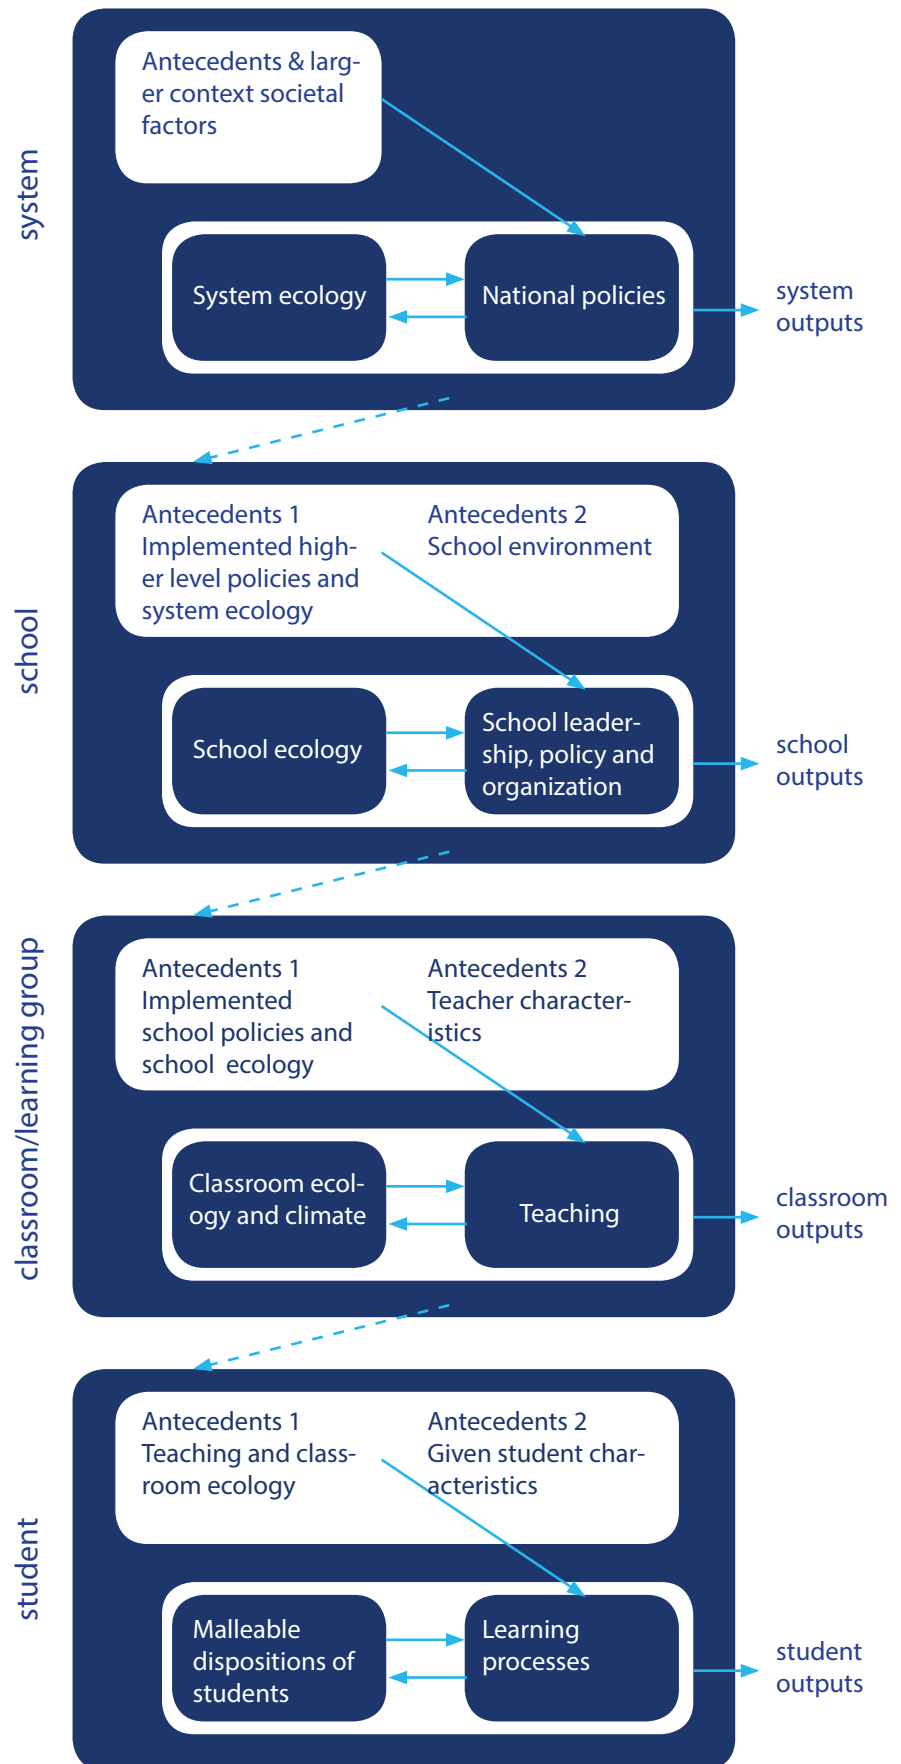 system
Antecedents & larg-
er context societal
factors
System ecology
National policies
system
outputs
school
Antecedents 1
Implemented high-
er level policies and
system ecology
Antecedents 2
School environment
School ecology
School leader-
ship, policy and
organization
school
outputs
classroom/learning group
Antecedents 1
Implemented
school policies and
school ecology
Antecedents 2
Teacher character-
istics
Classroom ecol-
ogy and climate
Teaching
classroom
outputs
student
Antecedents 1
Teaching and class-
room ecology
Antecedents 2
Given student char-
acteristics
Malleable
dispositions of
students
Learning
processes
student
outputs